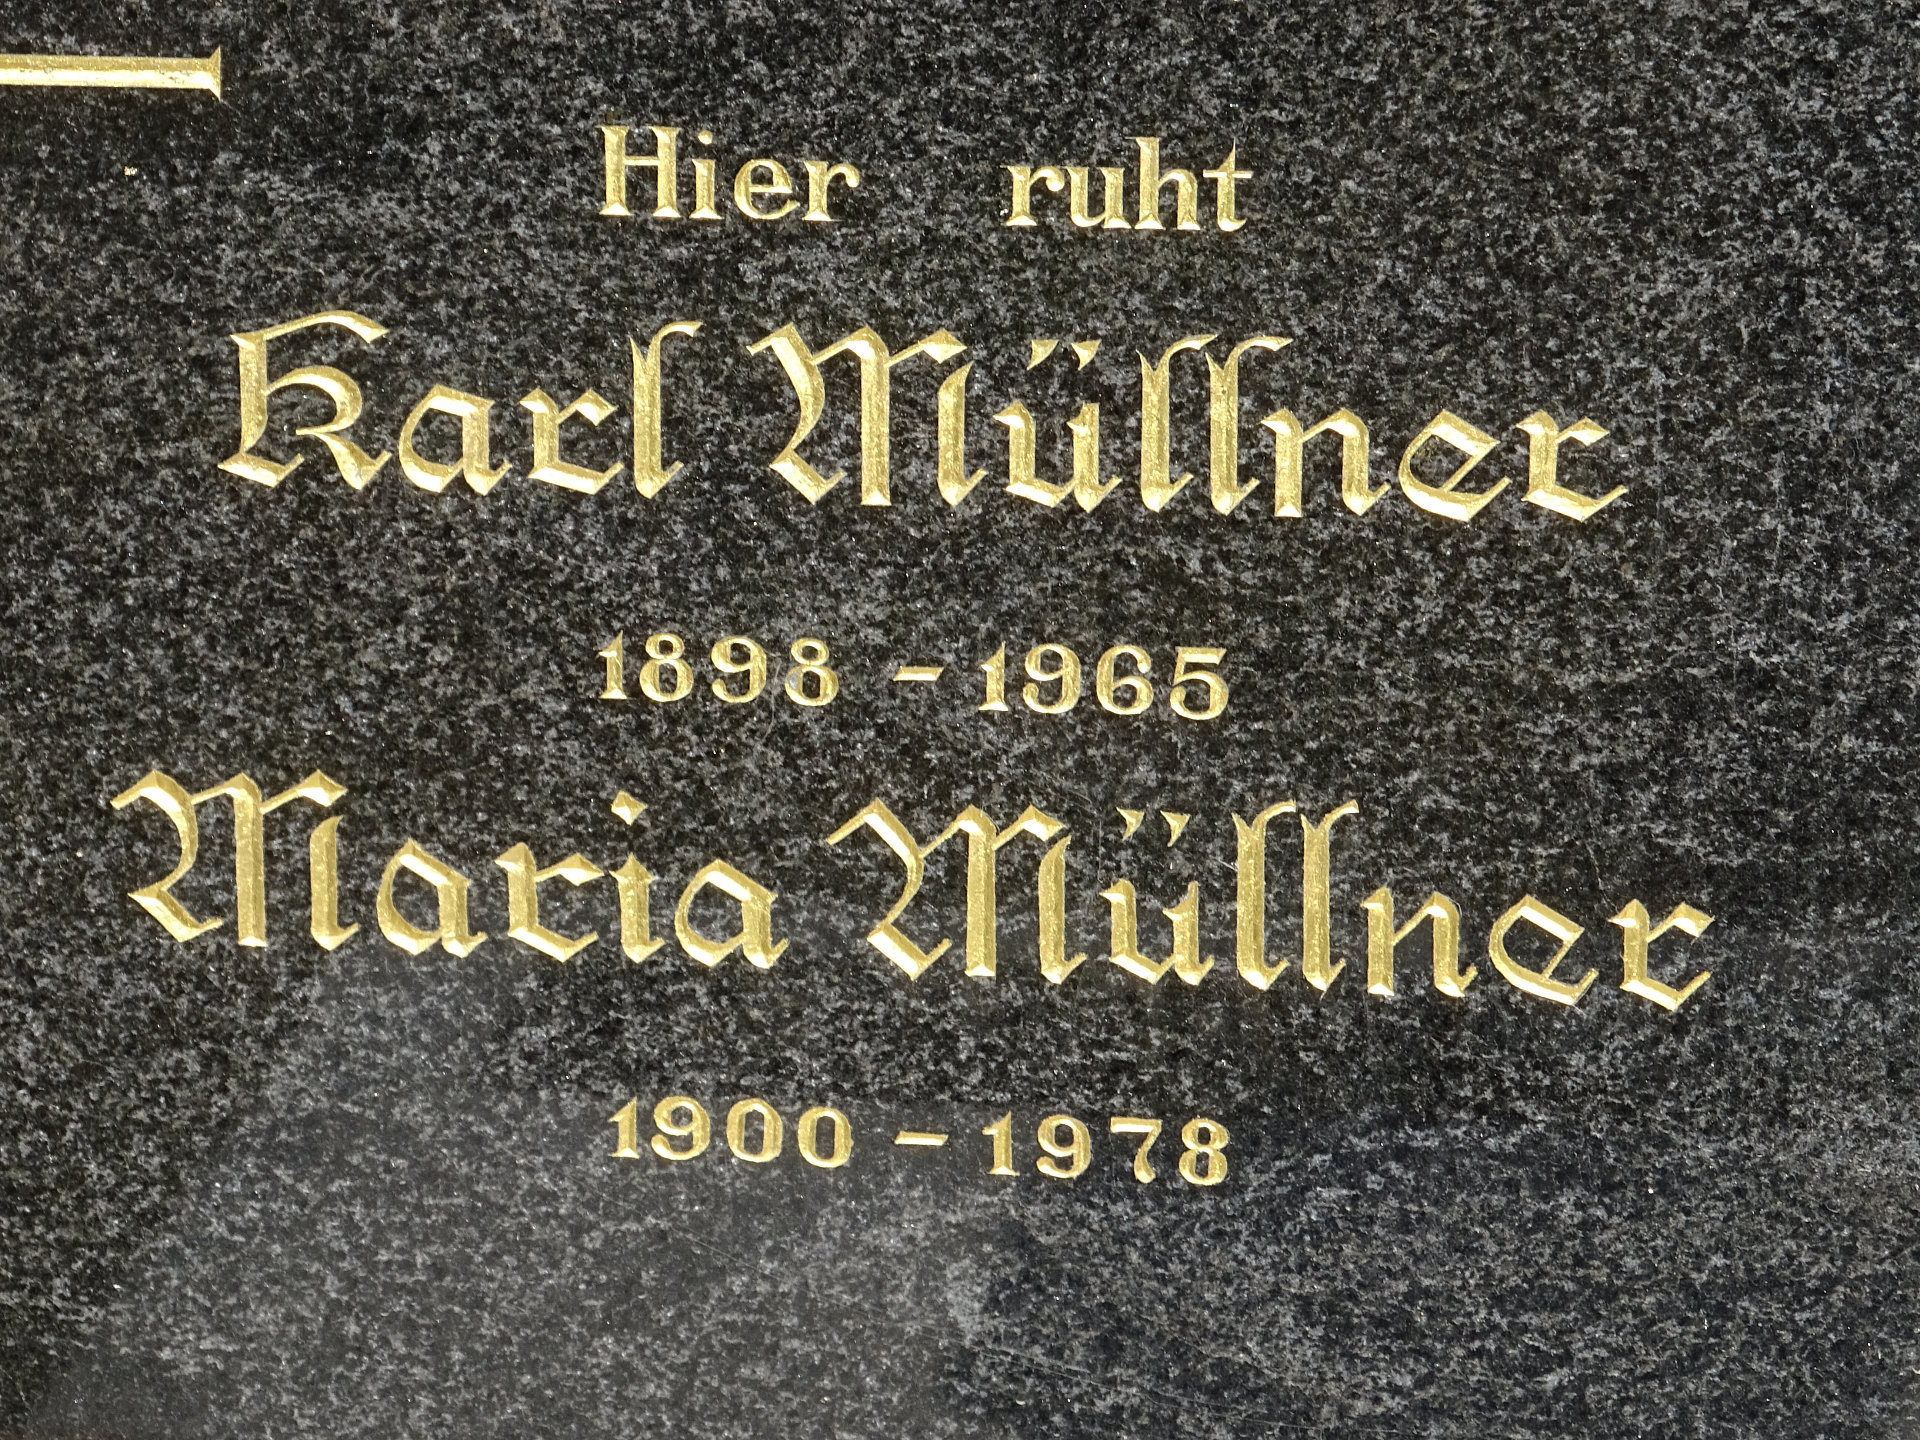 Hier ruht
Karl Müllner
1898 - 1965
Maria Müllner
1900 - 1978